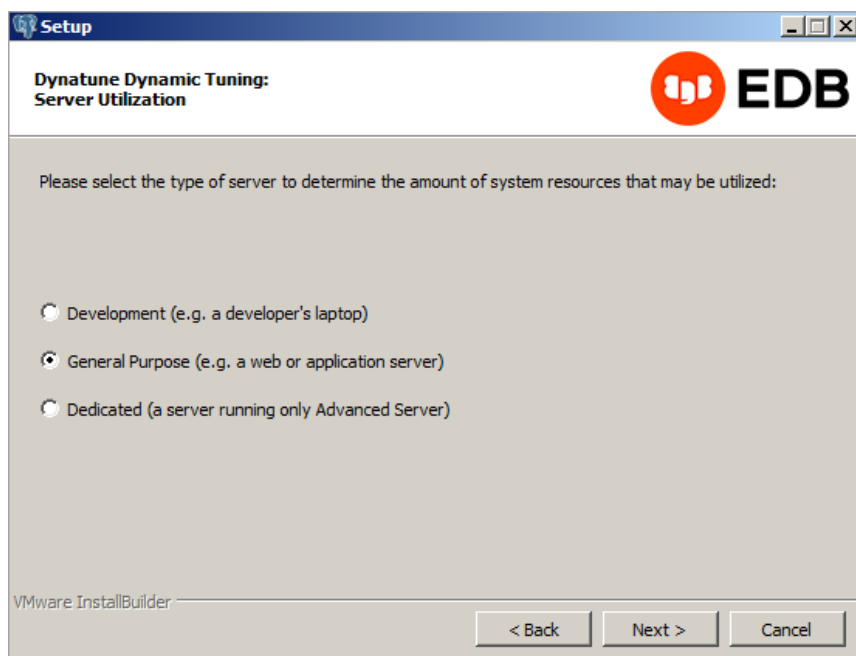 Setup
Dynatune Dynamic Tuning:
Server Utilization
EDB
Please select the type of server to determine the amount of system resources that may be utilized:
Development (e.g. a developer's laptop)
General Purpose (e.g. a web or application server)
Dedicated (a server running only Advanced Server)
VMware InstallBuilder
< Back
Next >
Cancel